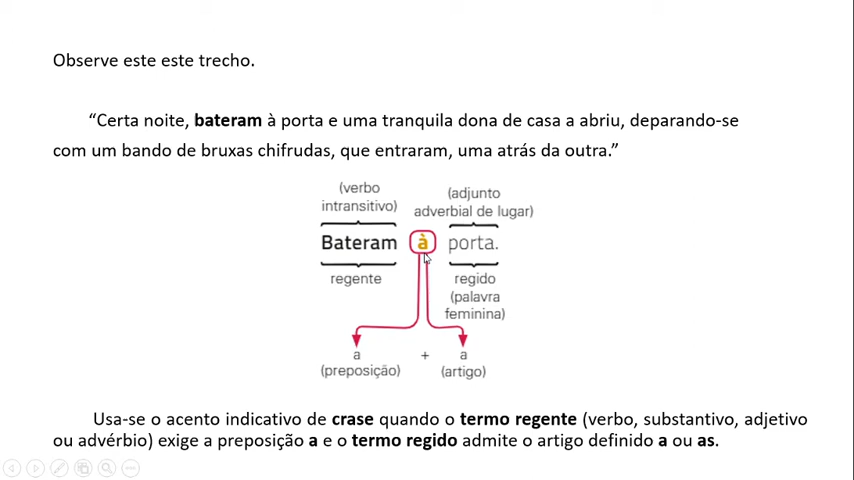 Observe este este trecho.
“Certa noite, bateram à porta e uma tranquila dona de casa a abriu, deparando-se
com um bando de bruxas chifrudas, que entraram, uma atrás da outra.”
(verbo
intransitivo)
(adjunto
adverbial de lugar)
Bateram à porta.
regente
regido
(palavra
feminina)
a + a
(preposição) (artigo)
Usa-se o acento indicativo de crase quando o termo regente (verbo, substantivo, adjetivo
ou advérbio) exige a preposição a e o termo regido admite o artigo definido a ou as.